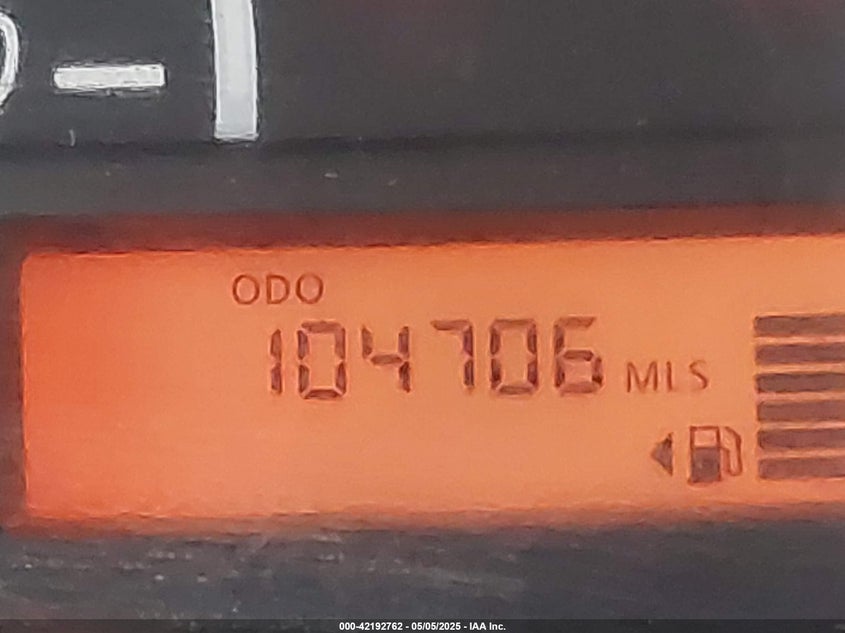 ODO
104706 MLS
000-42192762 - 05/05/2025 - IAA Inc.